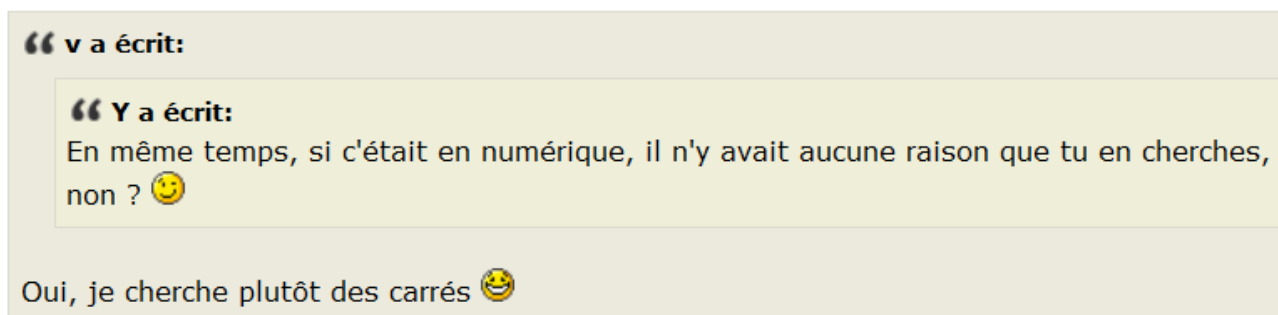 v a écrit:
Y a écrit:
En même temps, si c'était en numérique, il n'y avait aucune raison que tu en cherches,
non ?
Oui, je cherche plutôt des carrés